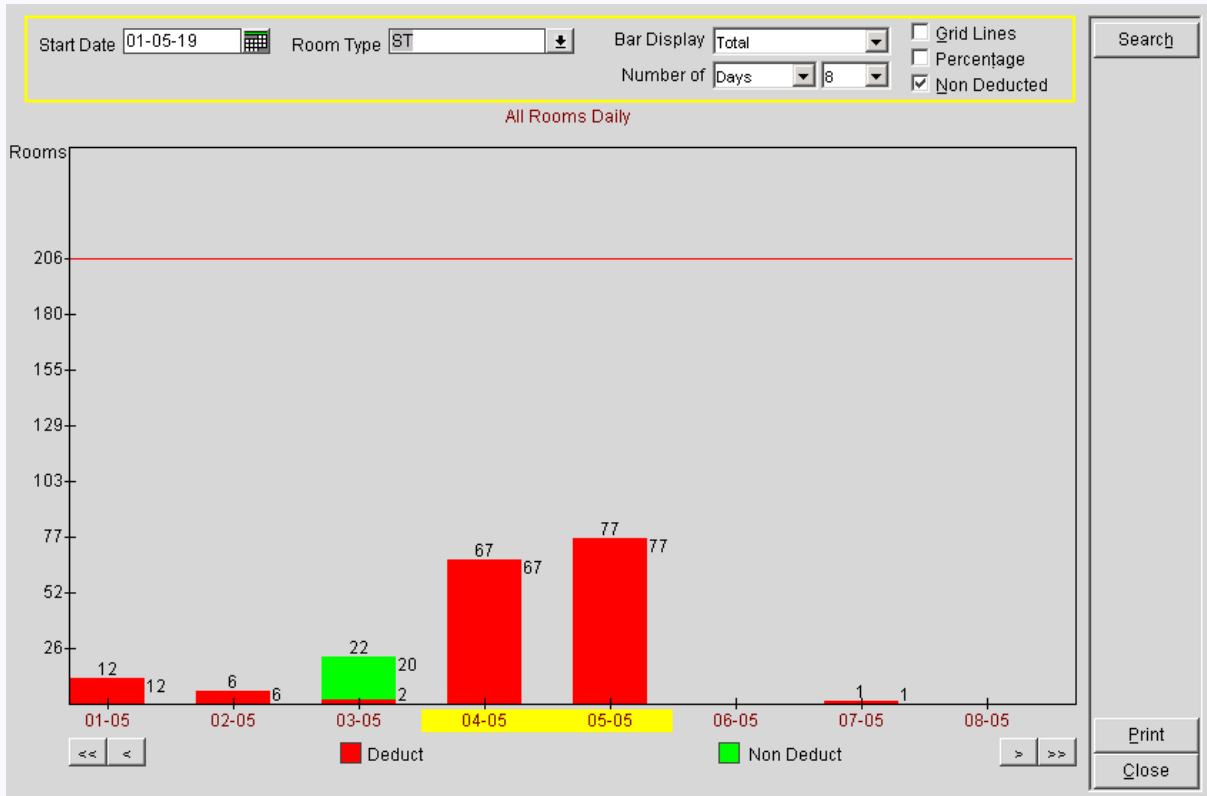 Start Date 01-05-19 Room Type ST Bar Display Total Grid Lines Search
Number of Days 8 Percentage
Non Deducted
All Rooms Daily
Rooms
206
180
155
129
103
77
52
26
12 12
6 6
22 20 2
67 67
77 77
1 1
01-05 02-05 03-05 04-05 05-05 06-05 07-05 08-05
<< < Deduct Non Deduct > >>
Print
Close